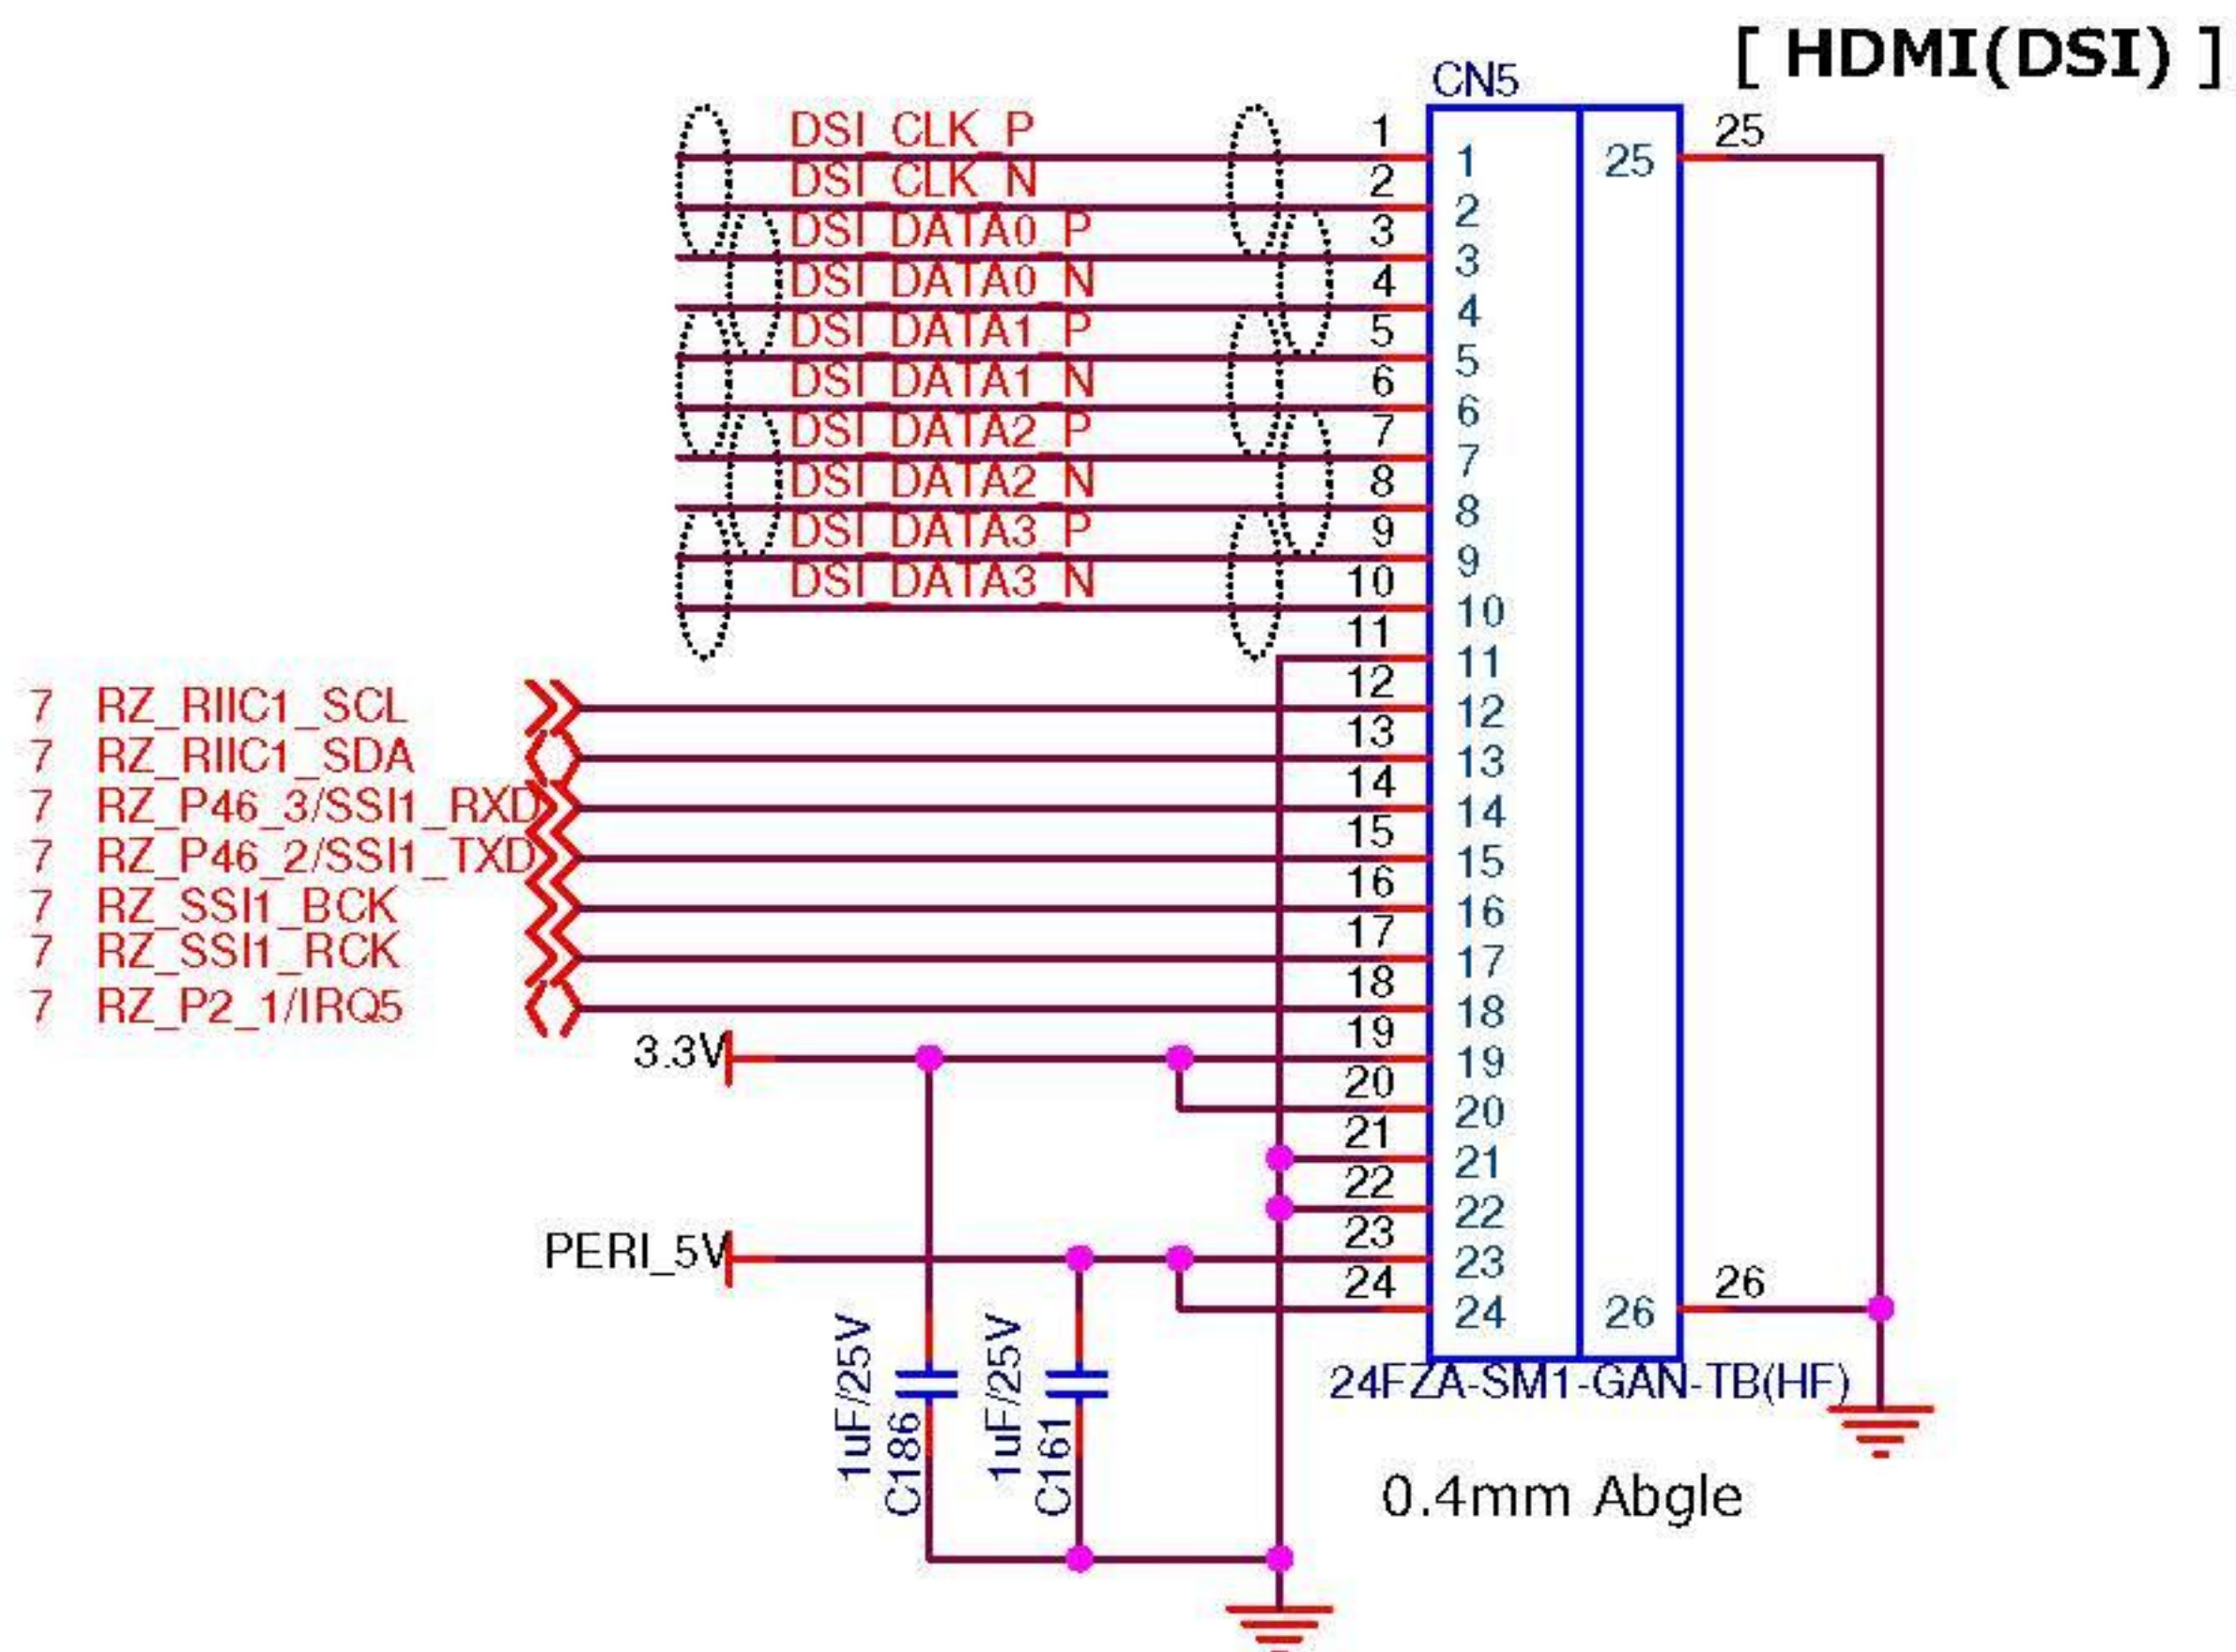 [ HDMI(DSI) ]
CN5
DSI_CLK_P 1 1 25 25
DSI_CLK_N 2 2
DSI_DATA0_P 3 3
DSI_DATA0_N 4 4
DSI_DATA1_P 5 5
DSI_DATA1_N 6 6
DSI_DATA2_P 7 7
DSI_DATA2_N 8 8
DSI_DATA3_P 9 9
DSI_DATA3_N 10 10
11 11
7 RZ_RIIC1_SCL 12 12
7 RZ_RIIC1_SDA 13 13
7 RZ_P46_3/SSI1_RXD 14 14
7 RZ_P46_2/SSI1_TXD 15 15
7 RZ_SSI1_BCK 16 16
7 RZ_SSI1_RCK 17 17
7 RZ_P2_1/IRQ5 18 18
3.3V 19 19
20 20
21 21
22 22
PERI_5V 23 23
24 24 26 26
1uF/25V
C186
1uF/25V
C161
24FZA-SM1-GAN-TB(HF)
0.4mm Abgle